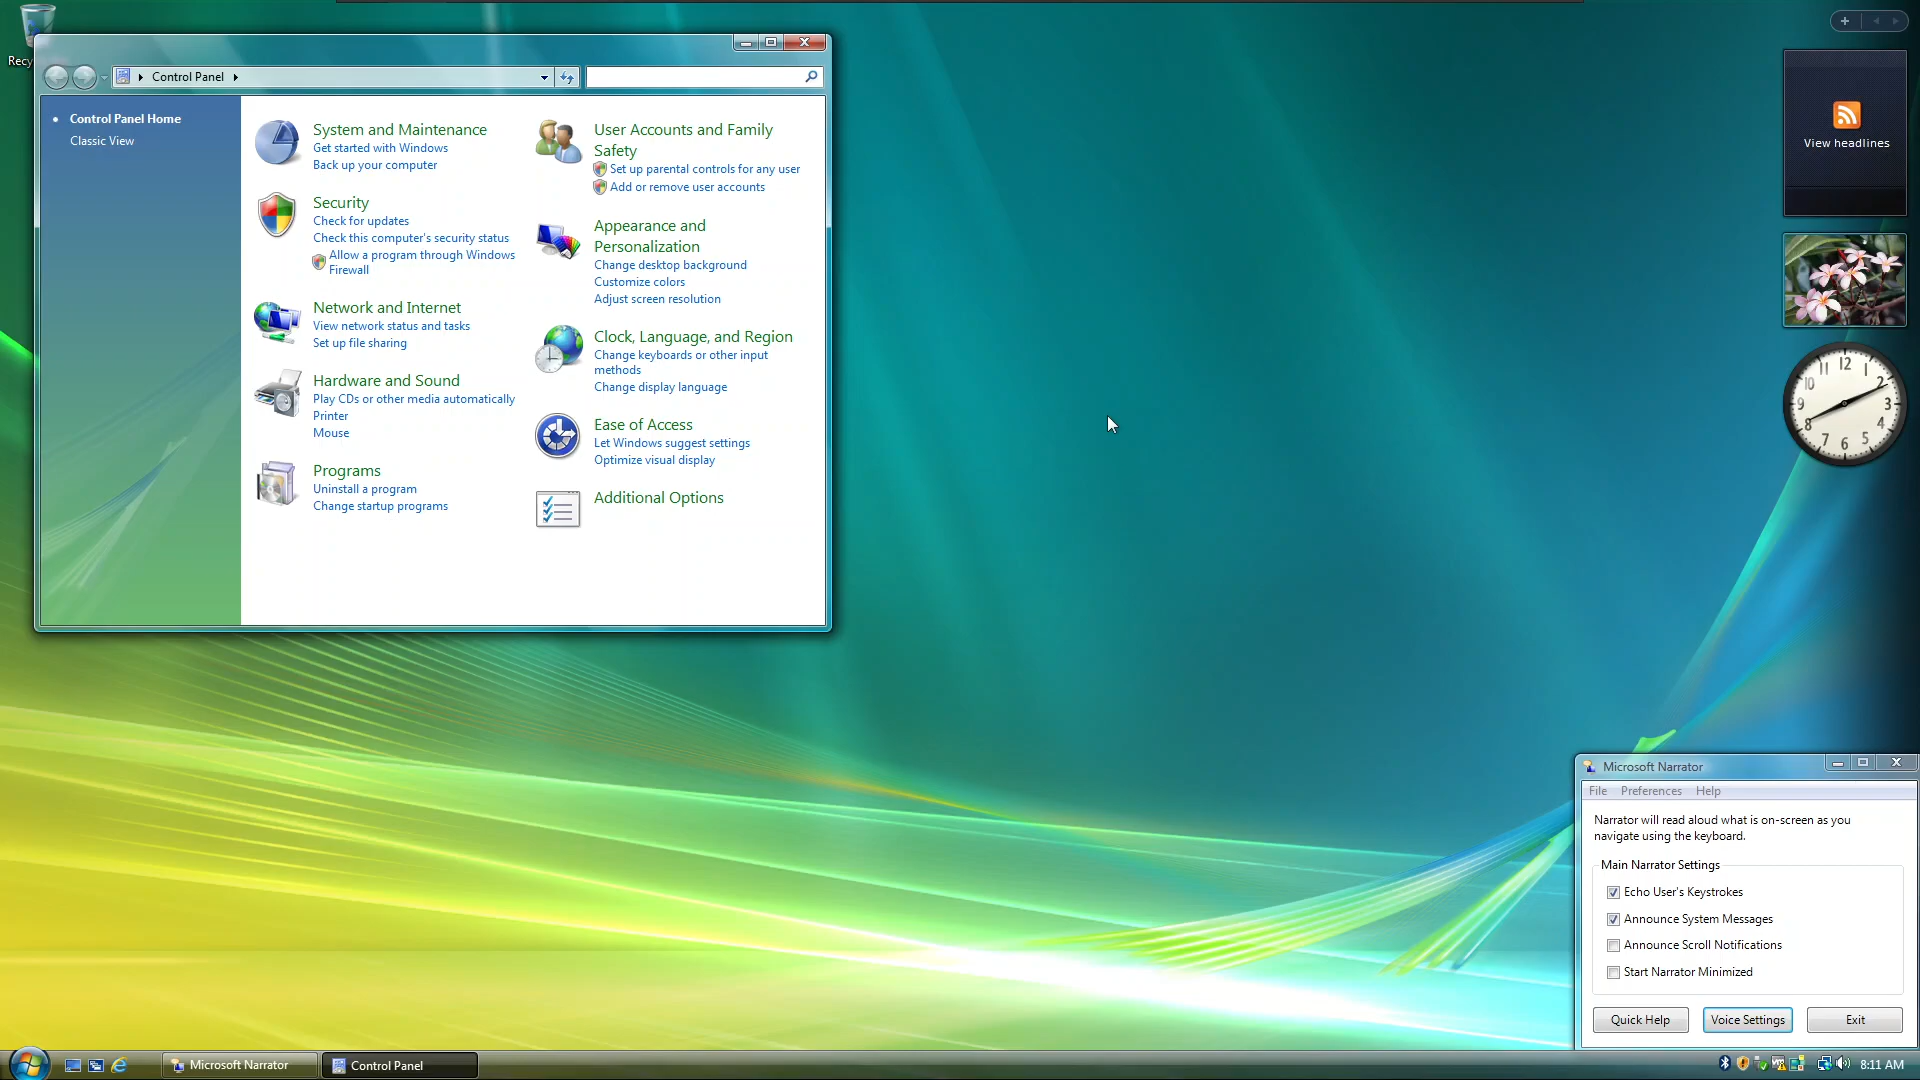 Recy
Control Panel
Control Panel Home
Classic View
System and Maintenance
Get started with Windows
Back up your computer
Security
Check for updates
Check this computer's security status
Allow a program through Windows
Firewall
Network and Internet
View network status and tasks
Set up file sharing
Hardware and Sound
Play CDs or other media automatically
Printer
Mouse
Programs
Uninstall a program
Change startup programs
User Accounts and Family
Safety
Set up parental controls for any user
Add or remove user accounts
Appearance and
Personalization
Change desktop background
Customize colors
Adjust screen resolution
Clock, Language, and Region
Change keyboards or other input
methods
Change display language
Ease of Access
Let Windows suggest settings
Optimize visual display
Additional Options
View headlines
12
1
2
3
4
5
6
7
8
9
10
11
Microsoft Narrator
File Preferences Help
Narrator will read aloud what is on-screen as you
navigate using the keyboard.
Main Narrator Settings
Echo User's Keystrokes
Announce System Messages
Announce Scroll Notifications
Start Narrator Minimized
Quick Help Voice Settings Exit
Microsoft Narrator
Control Panel
8:11 AM